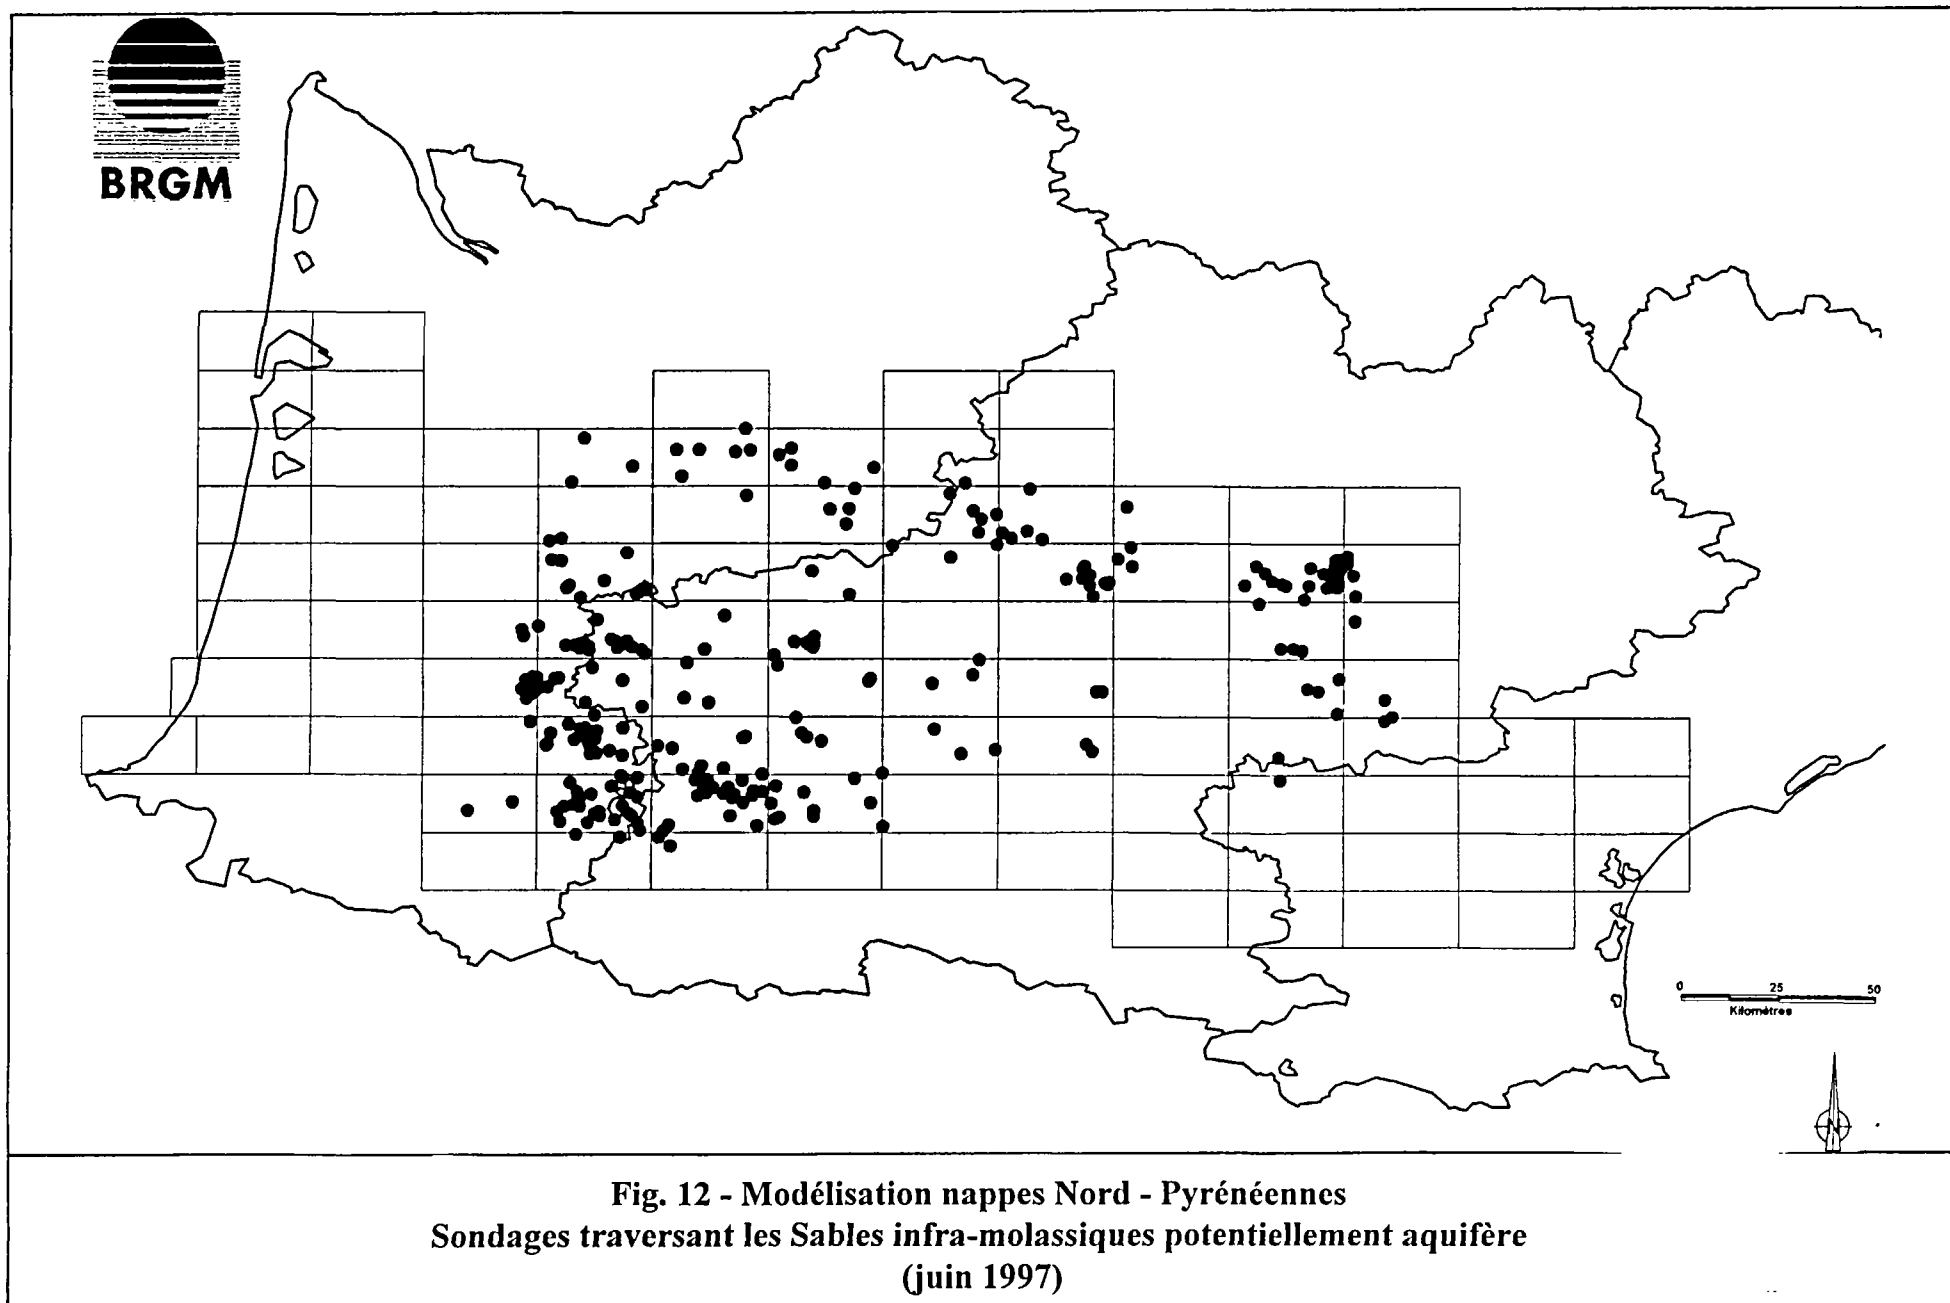 BRGM
0 25 50
Kilomètres
N
Fig. 12 - Modélisation nappes Nord - Pyrénéennes
Sondages traversant les Sables infra-molassiques potentiellement aquifère
(juin 1997)